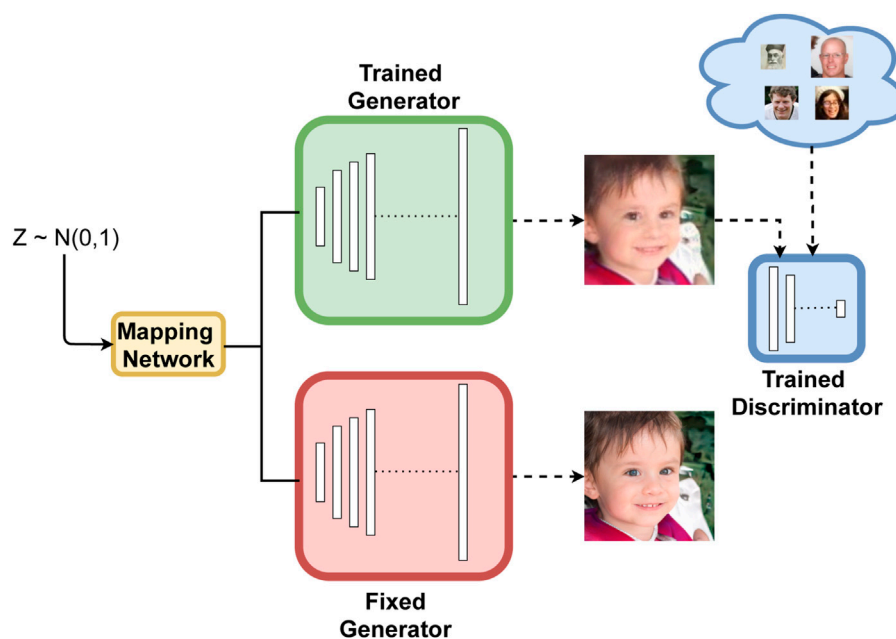 Trained
Generator
Z ~ N(0,1)
Mapping
Network
Trained
Discriminator
Fixed
Generator